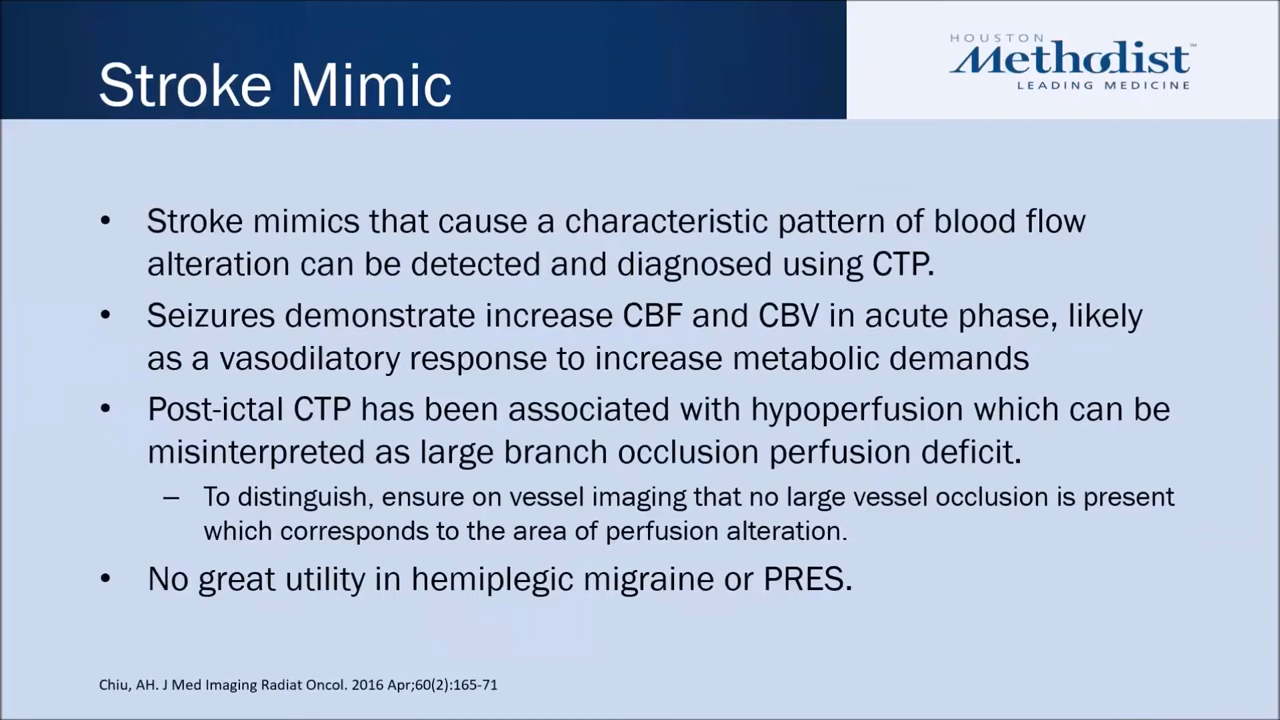 HOUSTON
Methodist
LEADING MEDICINE
Stroke Mimic
• Stroke mimics that cause a characteristic pattern of blood flow
alteration can be detected and diagnosed using CTP.
• Seizures demonstrate increase CBF and CBV in acute phase, likely
as a vasodilatory response to increase metabolic demands
• Post-ictal CTP has been associated with hypoperfusion which can be
misinterpreted as large branch occlusion perfusion deficit.
– To distinguish, ensure on vessel imaging that no large vessel occlusion is present
which corresponds to the area of perfusion alteration.
• No great utility in hemiplegic migraine or PRES.
Chiu, AH. J Med Imaging Radiat Oncol. 2016 Apr;60(2):165-71